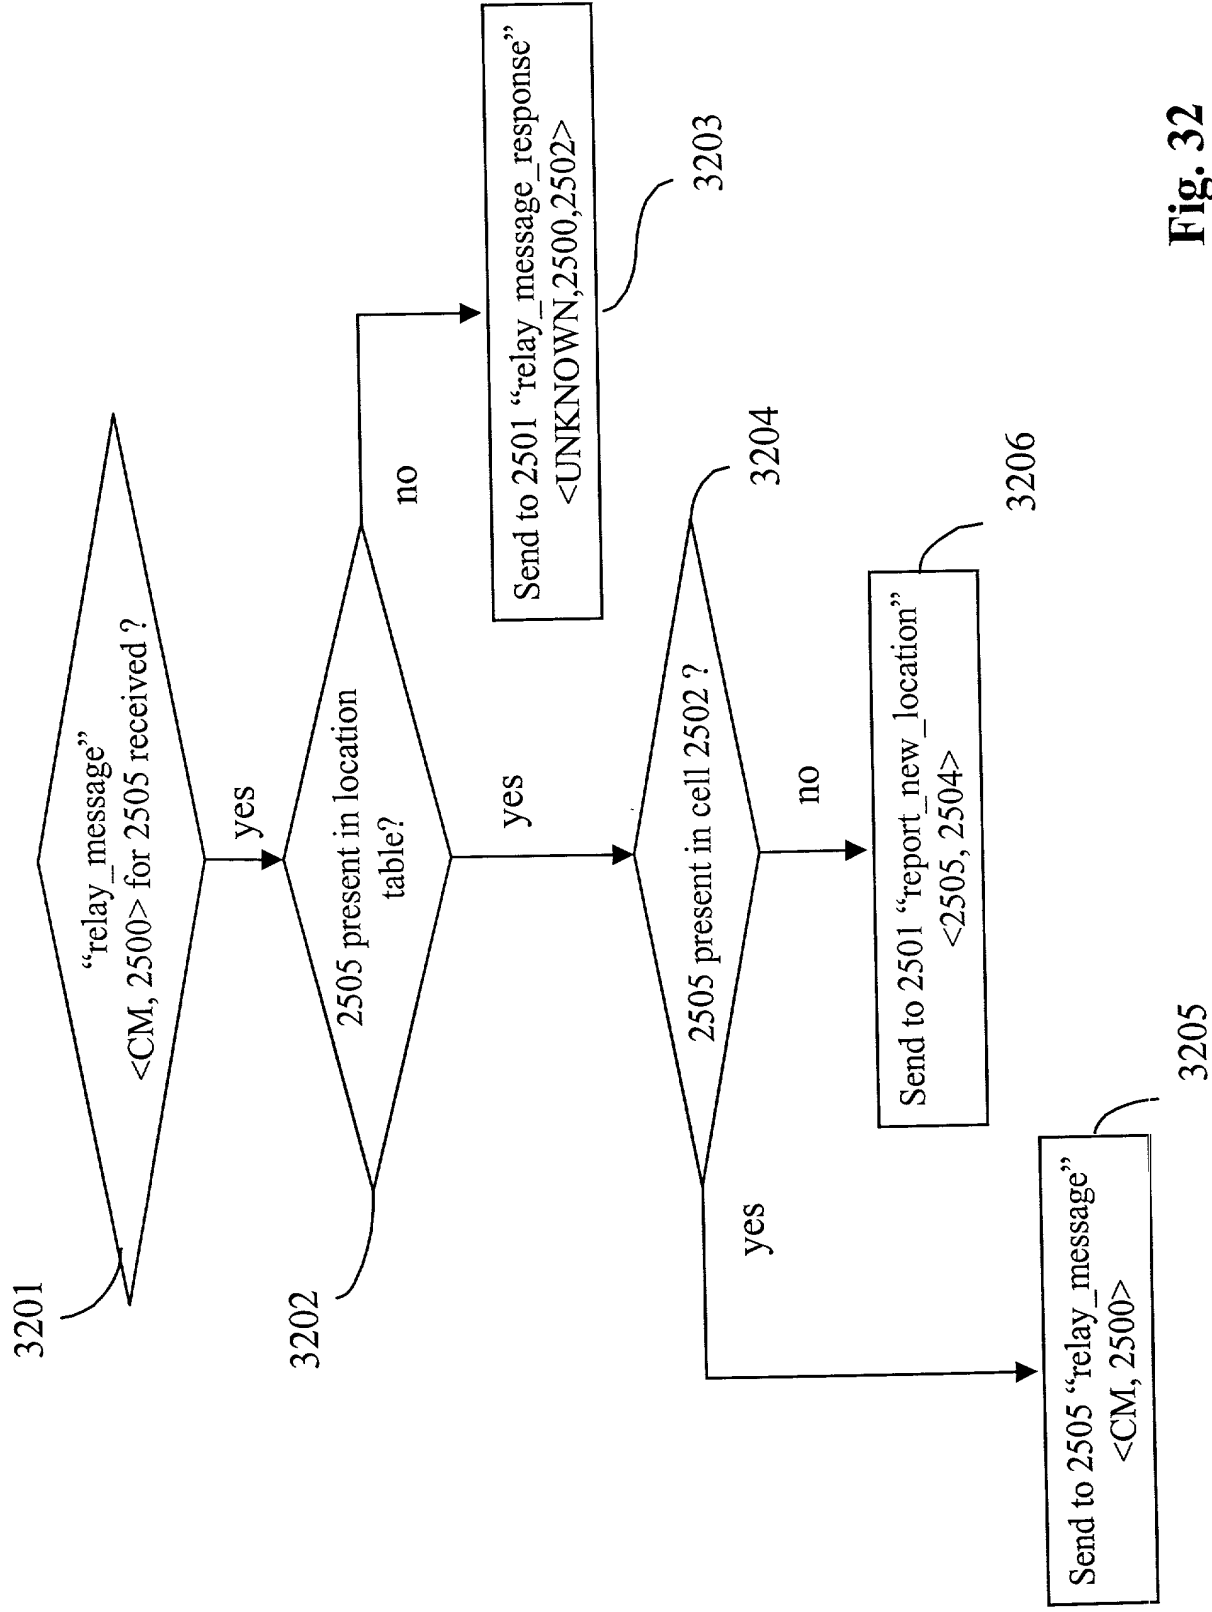 3201
“relay_message”
<CM, 2500> for 2505 received ?
yes
3202
2505 present in location
table?
no
Send to 2501 “relay_message_response”
<UNKNOWN,2500,2502>
3203
yes
2505 present in cell 2502 ?
3204
no
Send to 2501 “report_new_location”
<2505, 2504>
3206
yes
Send to 2505 “relay_message”
<CM, 2500>
3205
Fig. 32